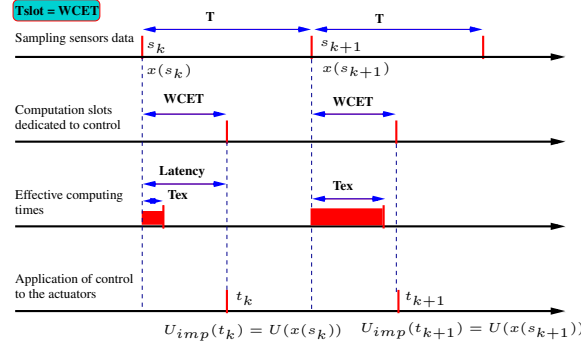 Tslot = WCET
T
T
Sampling sensors data
s_k
s_{k+1}
x(s_k)
x(s_{k+1})
WCET
WCET
Computation slots
dedicated to control
Latency
Tex
Tex
Effective computing
times
Application of control
to the actuators
t_k
t_{k+1}
U_{imp}(t_k) = U(x(s_k))
U_{imp}(t_{k+1}) = U(x(s_{k+1}))